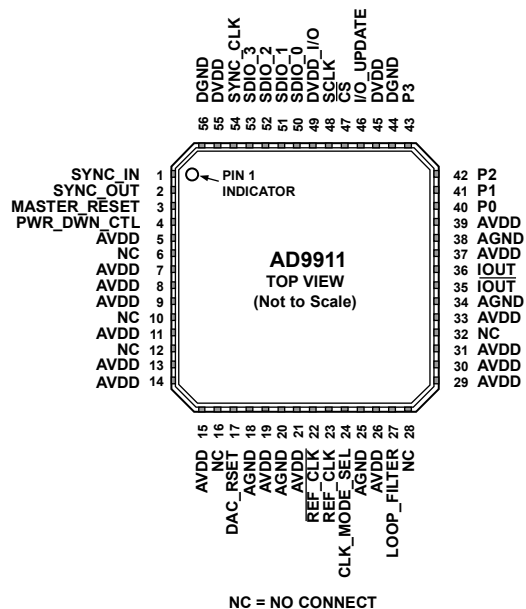 56 DGND
55 DVDD
54 SYNC_CLK
53 SDIO_3
52 SDIO_2
51 SDIO_1
50 SDIO_0
49 DVDD_I/O
48 SCLK
47 CS
46 I/O_UPDATE
45 DVDD
44 DGND
43 P3
SYNC_IN 1
SYNC_OUT 2
MASTER_RESET 3
PWR_DWN_CTL 4
AVDD 5
NC 6
AVDD 7
AVDD 8
AVDD 9
NC 10
AVDD 11
NC 12
AVDD 13
AVDD 14
PIN 1
INDICATOR
AD9911
TOP VIEW
(Not to Scale)
42 P2
41 P1
40 P0
39 AVDD
38 AGND
37 AVDD
36 IOUT
35 IOUT
34 AGND
33 AVDD
32 NC
31 AVDD
30 AVDD
29 AVDD
AVDD 15
NC 16
DAC_RSET 17
AGND 18
AVDD 19
AGND 20
AVDD 21
REF_CLK 22
REF_CLK 23
CLK_MODE_SEL 24
AGND 25
AVDD 26
LOOP_FILTER 27
NC 28
NC = NO CONNECT